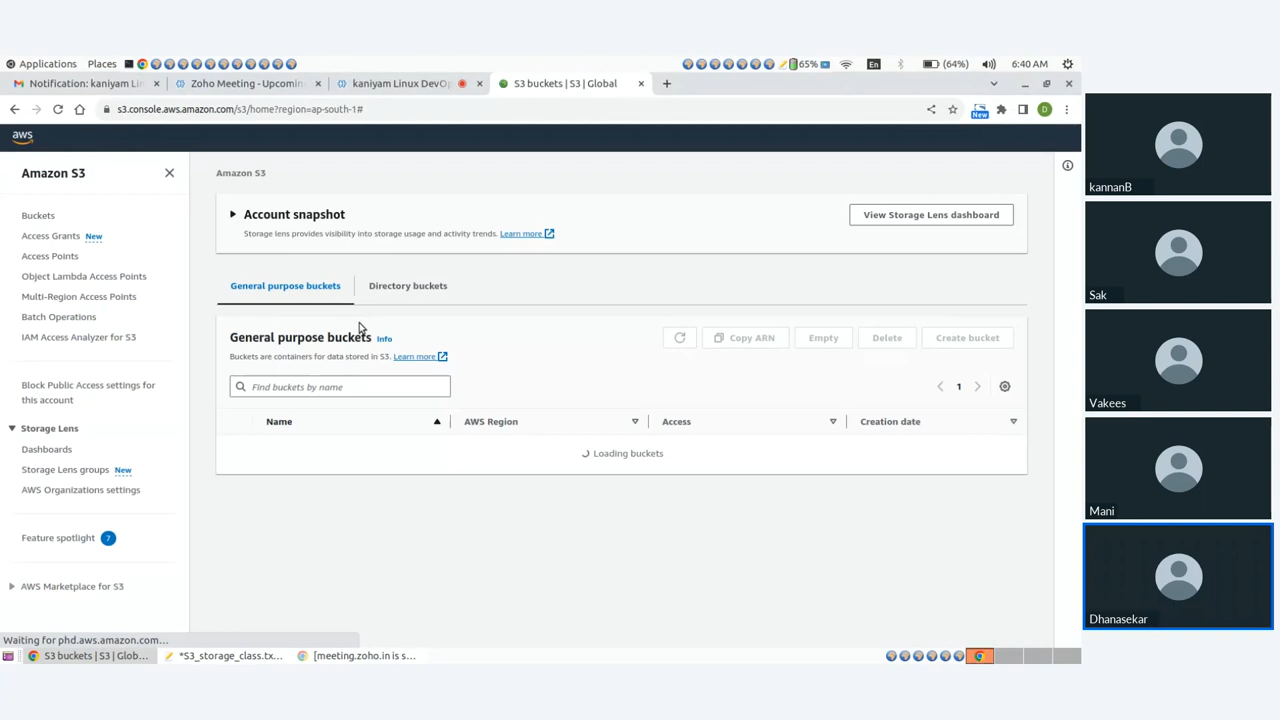 Applications Places 65% En (64%) 6:40 AM
Notification: kaniyam Lin Zoho Meeting - Upcomin kaniyam Linux DevO S3 buckets | S3 | Global
s3.console.aws.amazon.com/s3/home?region=ap-south-1# New D
aws
Amazon S3
Buckets
Access Grants New
Access Points
Object Lambda Access Points
Multi-Region Access Points
Batch Operations
IAM Access Analyzer for S3
Block Public Access settings for
this account
Storage Lens
Dashboards
Storage Lens groups New
AWS Organizations settings
Feature spotlight 7
AWS Marketplace for S3
Amazon S3
Account snapshot View Storage Lens dashboard
Storage lens provides visibility into storage usage and activity trends. Learn more
General purpose buckets Directory buckets
General purpose buckets Info Copy ARN Empty Delete Create bucket
Buckets are containers for data stored in S3. Learn more
Find buckets by name 1
Name AWS Region Access Creation date
Loading buckets
Waiting for phd.aws.amazon.com...
S3 buckets | S3 | Glob... *S3_storage_class.tx... [meeting.zoho.in is s...
kannanB
Sak
Vakees
Mani
Dhanasekar